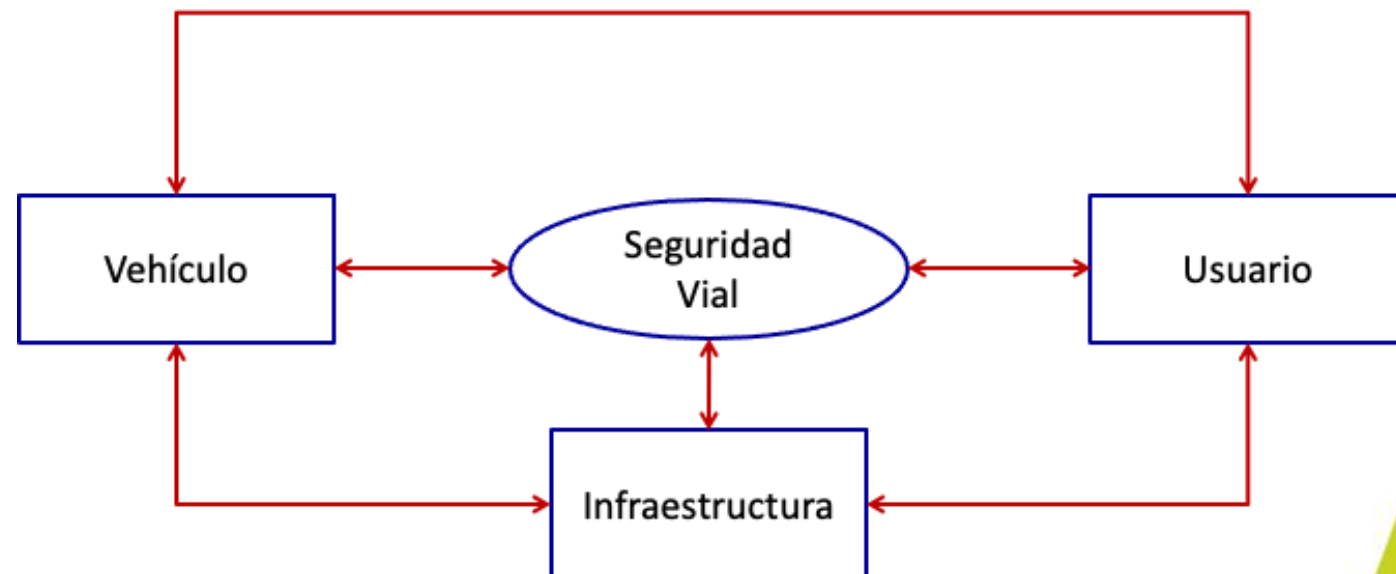 Vehículo
Seguridad
Vial
Usuario
Infraestructura